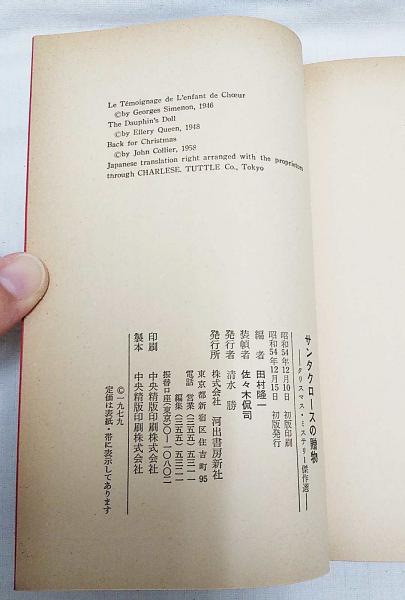 Le Témoignage de L'enfant de Chœur
©by Georges Simenon, 1946
The Dauphin's Doll
©by Ellery Queen, 1948
Back for Christmas
©by John Collier, 1958
Japanese translation right arranged with the proprietors
through CHARLESE. TUTTLE Co., Tokyo
サンタクロースの贈物
——クリスマス・ミステリー傑作選
昭和54年12月10日 初版印刷
昭和54年12月15日 初版発行
編者 田村隆一
装幀者 佐々木侃司
発行者 清水勝
発行所 株式会社 河出書房新社
東京都新宿区住吉町95
電話 営業(三五五)五三一一
編集(三五五)五三二一
振替口座(東京)〇―一〇八〇二
印刷 中央精版印刷株式会社
製本 中央精版印刷株式会社
©一九七九
定価は表紙・帯に表示してあります